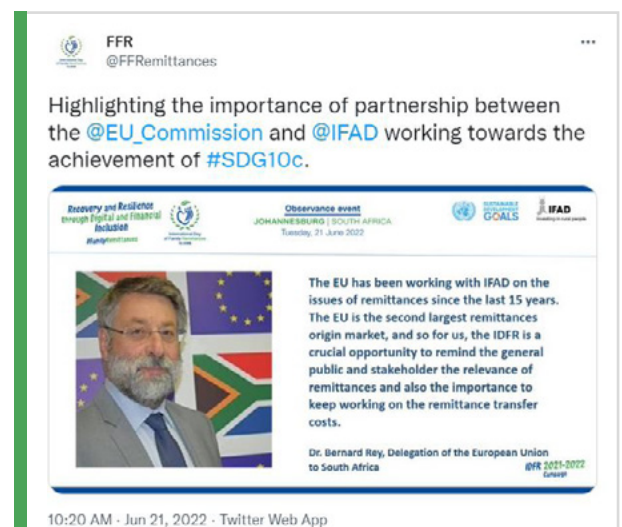 FFR
@FFRemittances
Highlighting the importance of partnership between
the @EU_Commission and @IFAD working towards the
achievement of #SDG10c.
Recovery and Resilience
through Digital and Financial
Inclusion
#FamilyRemittances
International Day
of Family Remittances
Observance event
JOHANNESBURG | SOUTH AFRICA
Tuesday, 21 June 2022
SUSTAINABLE
DEVELOPMENT
GOALS
IFAD
Investing in rural people
The EU has been working with IFAD on the
issues of remittances since the last 15 years.
The EU is the second largest remittances
origin market, and so for us, the IDFR is a
crucial opportunity to remind the general
public and stakeholder the relevance of
remittances and also the importance to
keep working on the remittance transfer
costs.
Dr. Bernard Rey, Delegation of the European Union
to South Africa
IDFR 2021-2022
Campaign
10:20 AM · Jun 21, 2022 · Twitter Web App